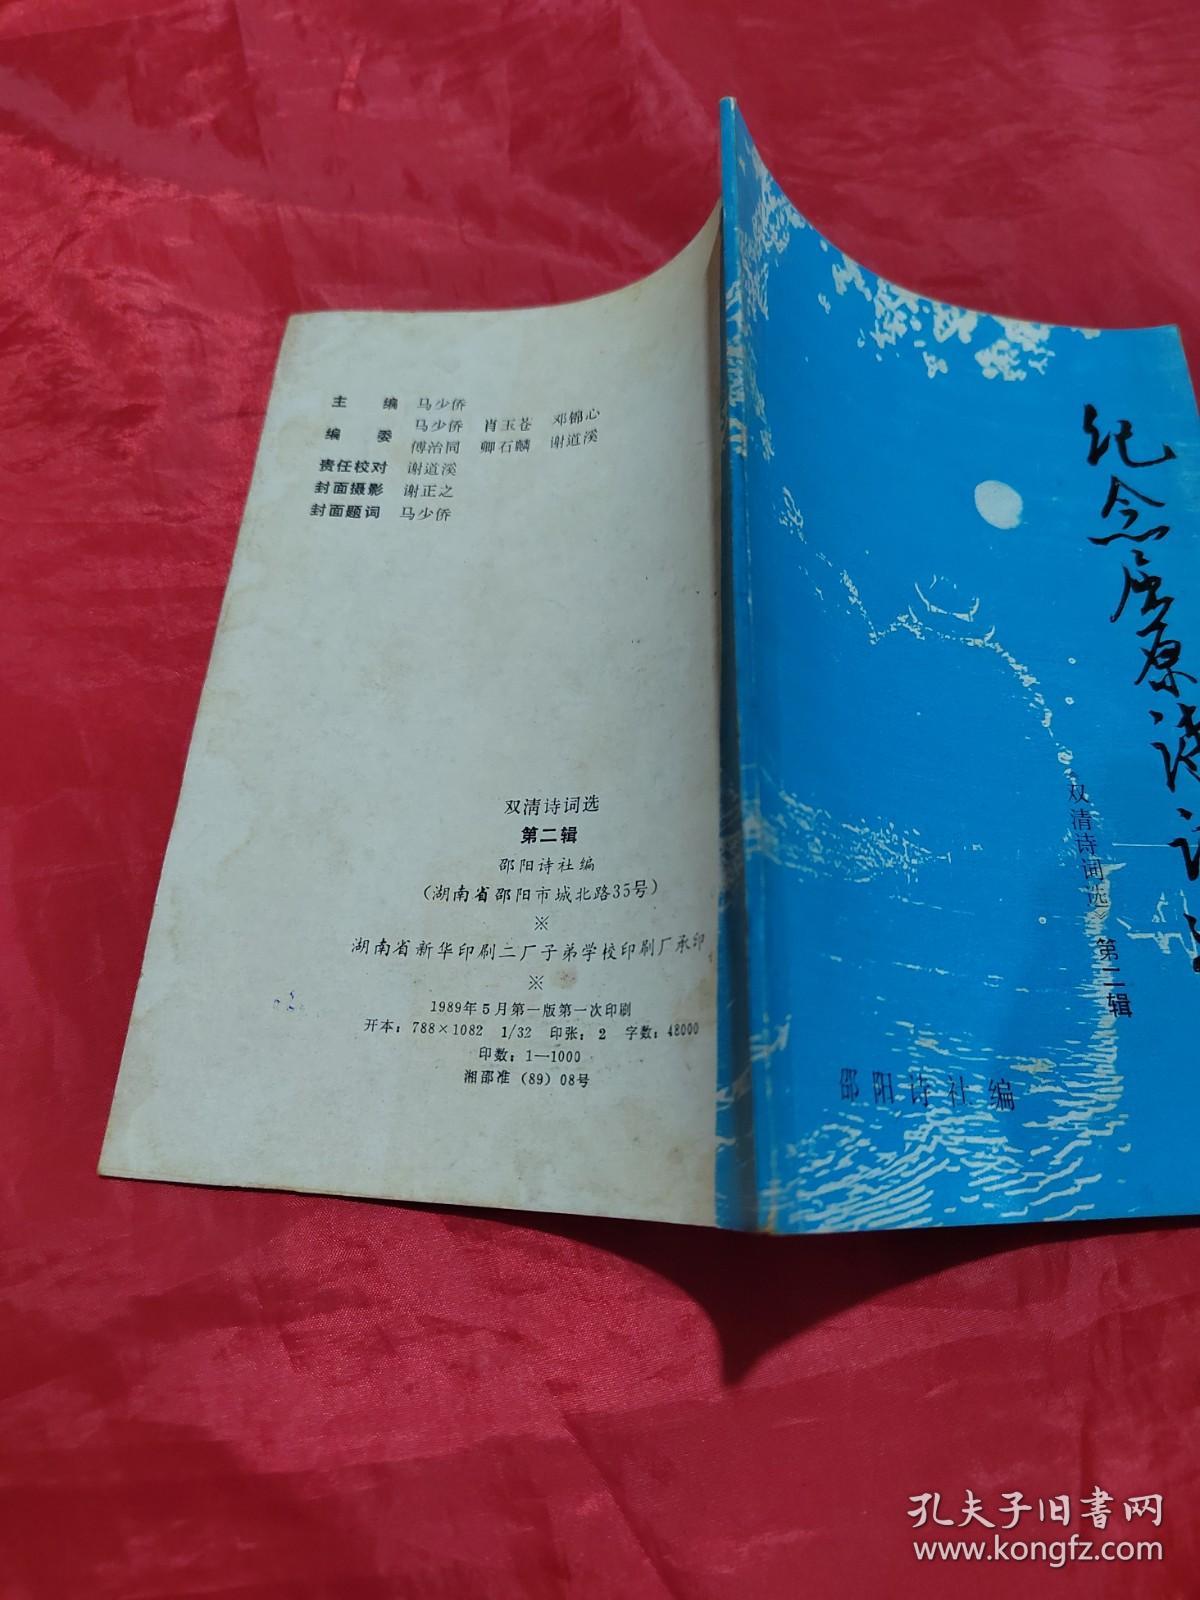 主 编 马少侨
编 委 马少侨 肖玉苍 邓锦心
傅治同 卿石麟 谢道溪
责任校对 谢道溪
封面摄影 谢正之
封面题词 马少侨
双清诗词选
第二辑
邵阳诗社编
(湖南省邵阳市城北路35号)
※
湖南省新华印刷二厂子弟学校印刷厂承印
※
1989年5月第一版第一次印刷
开本：788×1082 1/32 印张：2 字数：48000
印数：1—1000
湘邵准(89)08号
纪念屈原诗词
《双清诗词选》第二辑
邵阳诗社编
孔夫子旧书网
www.kongfz.com